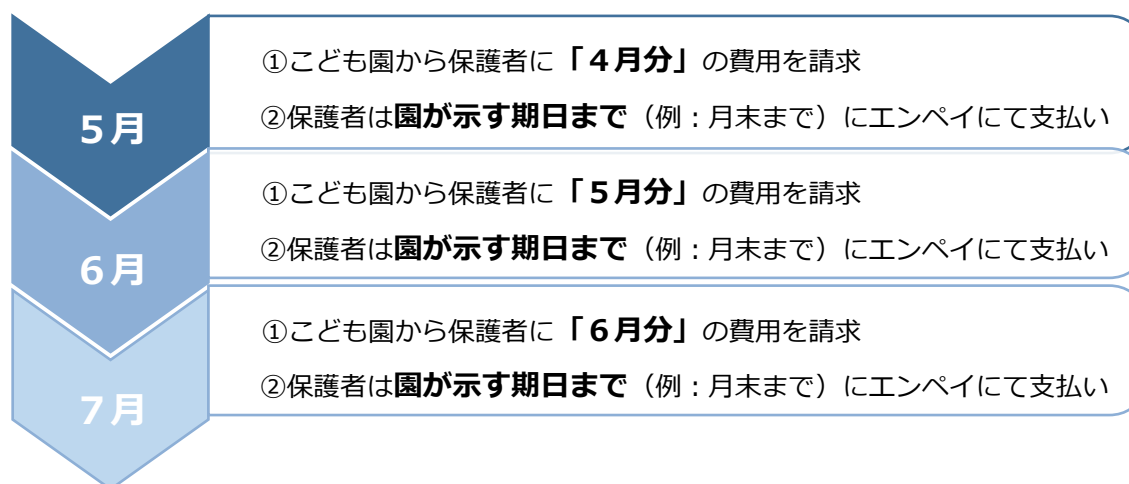 5月
①こども園から保護者に「４月分」の費用を請求
②保護者は園が示す期日まで（例：月末まで）にエンペイにて支払い
6月
①こども園から保護者に「５月分」の費用を請求
②保護者は園が示す期日まで（例：月末まで）にエンペイにて支払い
7月
①こども園から保護者に「６月分」の費用を請求
②保護者は園が示す期日まで（例：月末まで）にエンペイにて支払い